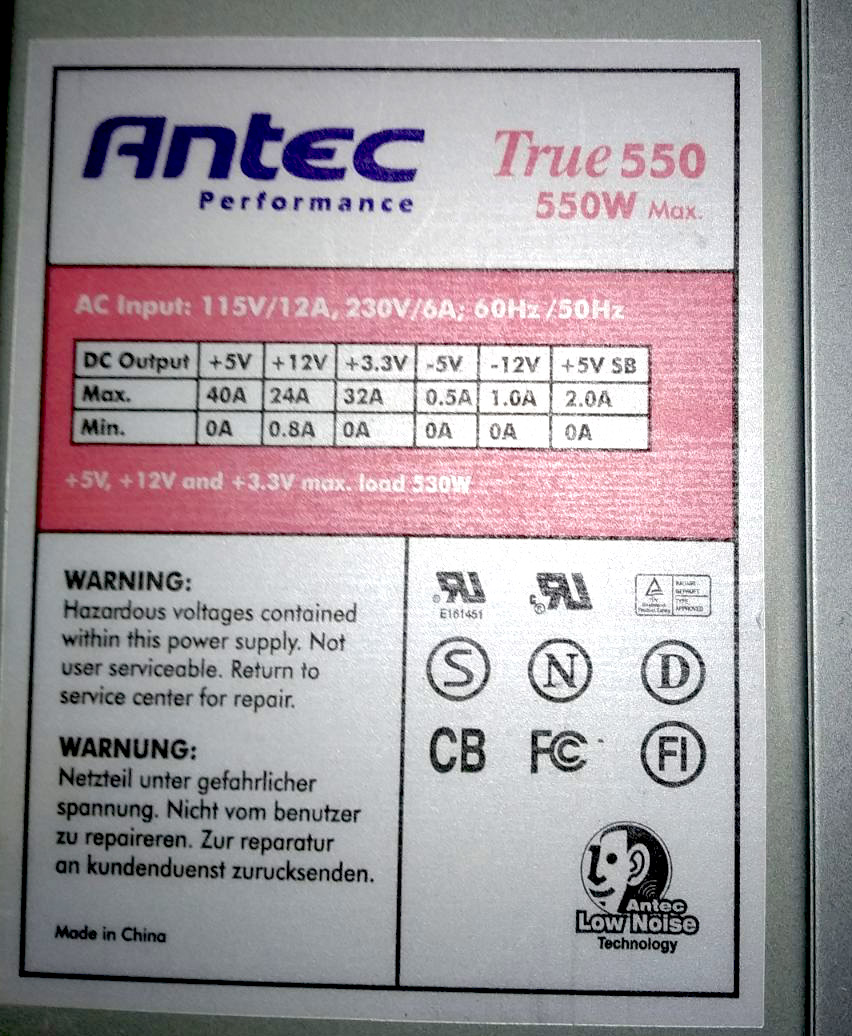 Antec
Performance
True 550
550W Max.
AC Input: 115V/12A, 230V/6A; 60Hz/50Hz
DC Output +5V +12V +3.3V -5V -12V +5V SB
Max. 40A 24A 32A 0.5A 1.0A 2.0A
Min. 0A 0.8A 0A 0A 0A 0A
+5V, +12V and +3.3V max. load 530W
WARNING:
Hazardous voltages contained
within this power supply. Not
user serviceable. Return to
service center for repair.
WARNUNG:
Netzteil unter gefahrlicher
spannung. Nicht vom benutzer
zu repaireren. Zur reparatur
an kundenduenst zurucksenden.
Made in China
E161451
S N D
CB FC FI
Antec
Low Noise
Technology